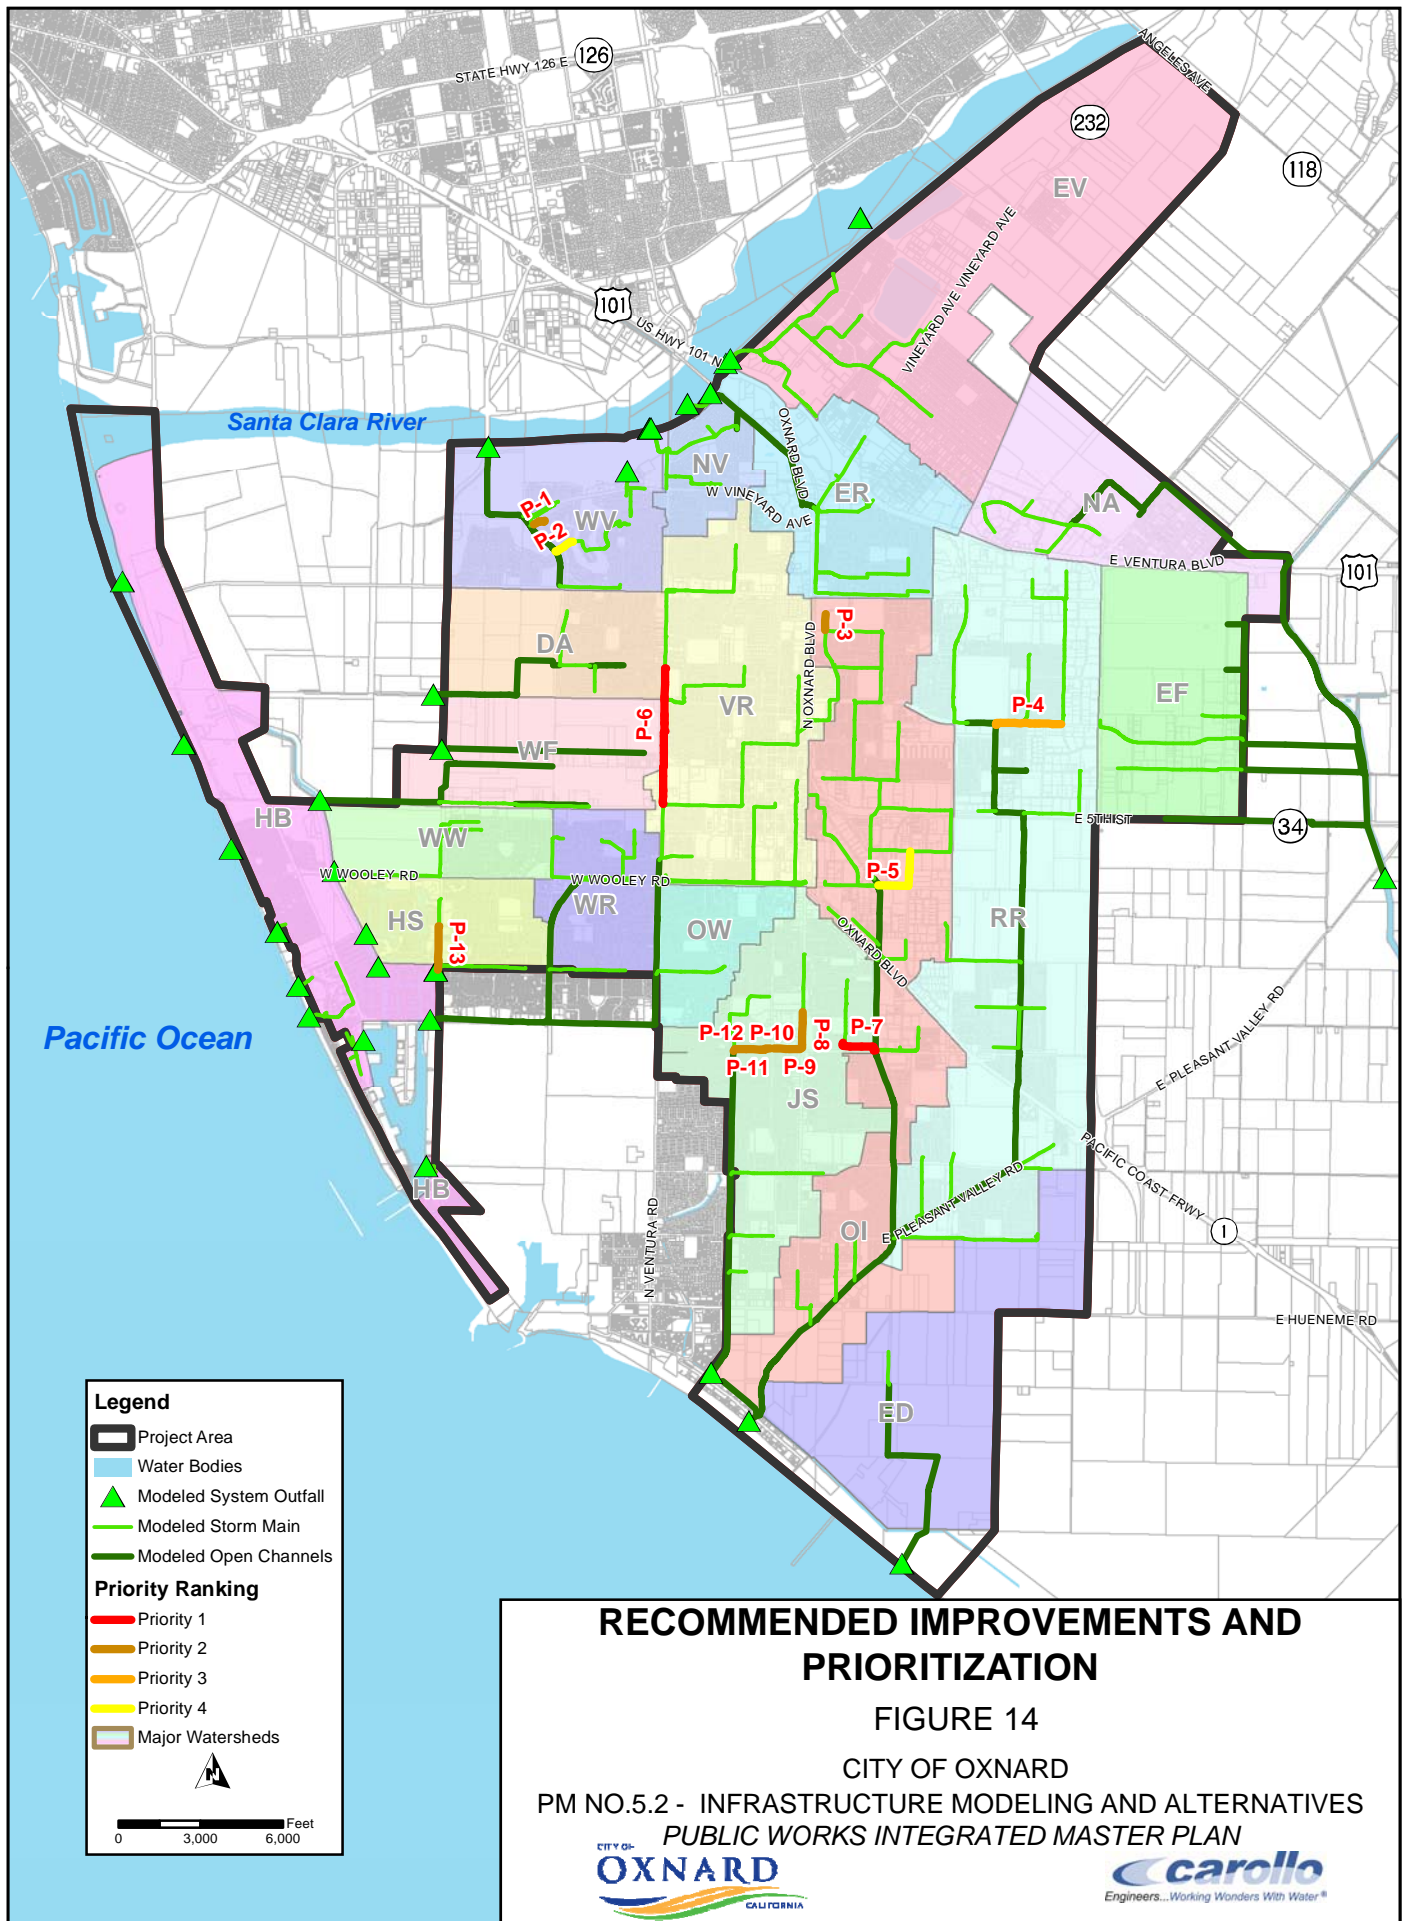 ANGELES AVE
STATE HWY 126 E
126
232
118
EV
VINEYARD AVE VINEYARD AVE
101
US HWY 101 N
Santa Clara River
OXNARD BLVD
NV
W VINEYARD AVE
ER
NA
P-1
P-2
WV
E VENTURA BLVD
101
DA
N OXNARD BLVD
P-3
VR
P-6
P-4
EF
WF
HB
WW
E 5TH ST
34
W WOOLEY RD
W WOOLEY RD
P-5
WR
HS
P-13
OW
OXNARD BLVD
RR
Pacific Ocean
P-12
P-10
P-8
P-7
P-11
P-9
JS
E PLEASANT VALLEY RD
PACIFIC COAST FRWY
HB
N VENTURA RD
OI
E PLEASANT VALLEY RD
1
E HUENEME RD
ED
Legend
Project Area
Water Bodies
Modeled System Outfall
Modeled Storm Main
Modeled Open Channels
Priority Ranking
Priority 1
Priority 2
Priority 3
Priority 4
Major Watersheds
N
Feet
0 3,000 6,000
RECOMMENDED IMPROVEMENTS AND
PRIORITIZATION
FIGURE 14
CITY OF OXNARD
PM NO.5.2 - INFRASTRUCTURE MODELING AND ALTERNATIVES
PUBLIC WORKS INTEGRATED MASTER PLAN
CITY OF
OXNARD
CALIFORNIA
carollo
Engineers...Working Wonders With Water®